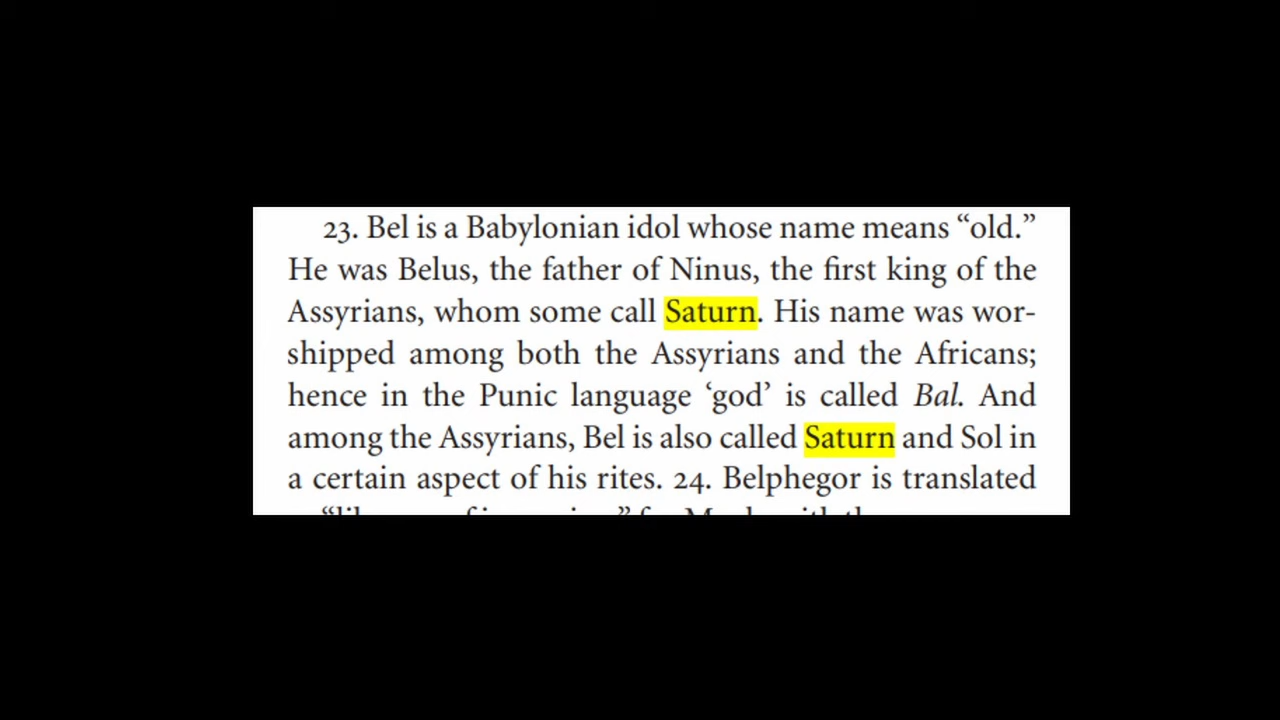 23. Bel is a Babylonian idol whose name means “old.”
He was Belus, the father of Ninus, the first king of the
Assyrians, whom some call Saturn. His name was wor-
shipped among both the Assyrians and the Africans;
hence in the Punic language ‘god’ is called Bal. And
among the Assyrians, Bel is also called Saturn and Sol in
a certain aspect of his rites. 24. Belphegor is translated